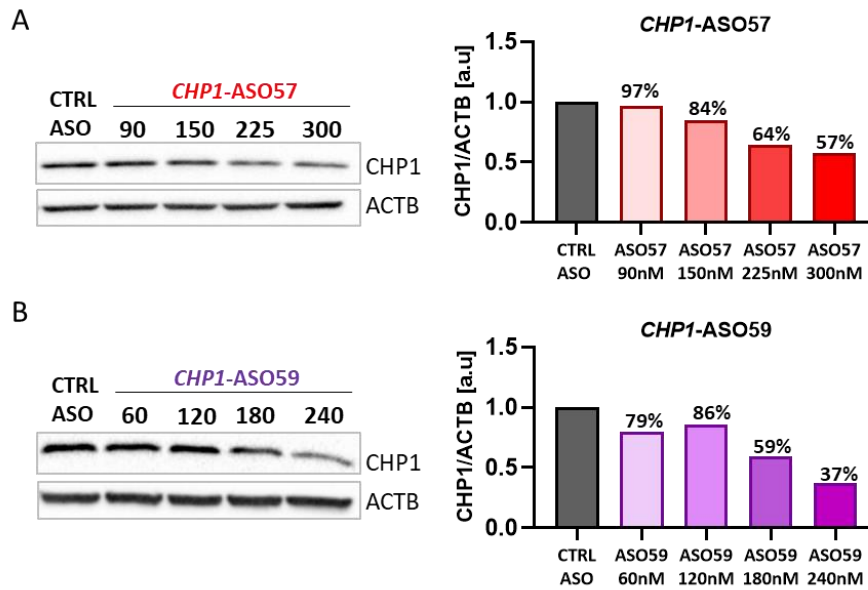 A
CTRL
ASO
CHP1-ASO57
90 150 225 300
CHP1
ACTB
CHP1-ASO57
CHP1/ACTB [a.u]
1.5
1.0
0.5
0.0
97%
84%
64%
57%
CTRL ASO57 ASO57 ASO57 ASO57
ASO 90nM 150nM 225nM 300nM
B
CTRL
ASO
CHP1-ASO59
60 120 180 240
CHP1
ACTB
CHP1-ASO59
CHP1/ACTB [a.u]
1.5
1.0
0.5
0.0
79%
86%
59%
37%
CTRL ASO59 ASO59 ASO59 ASO59
ASO 60nM 120nM 180nM 240nM